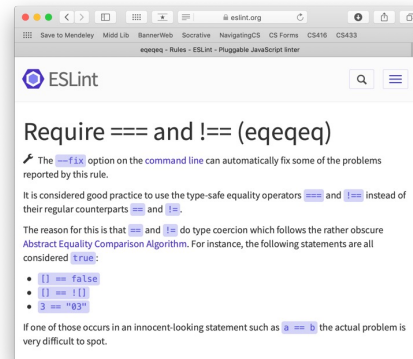 eslint.org
Save to Mendeley Midd Lib BannerWeb Socrative NavigatingCS CS Forms CS416 CS433
eqeqeq - Rules - ESLint - Pluggable JavaScript linter
ESLint
Require === and !== (eqeqeq)
The --fix option on the command line can automatically fix some of the problems
reported by this rule.
It is considered good practice to use the type-safe equality operators === and !== instead of
their regular counterparts == and !=.
The reason for this is that == and != do type coercion which follows the rather obscure
Abstract Equality Comparison Algorithm. For instance, the following statements are all
considered true:
• [] == false
• [] == ![]
• 3 == "03"
If one of those occurs in an innocent-looking statement such as a == b the actual problem is
very difficult to spot.